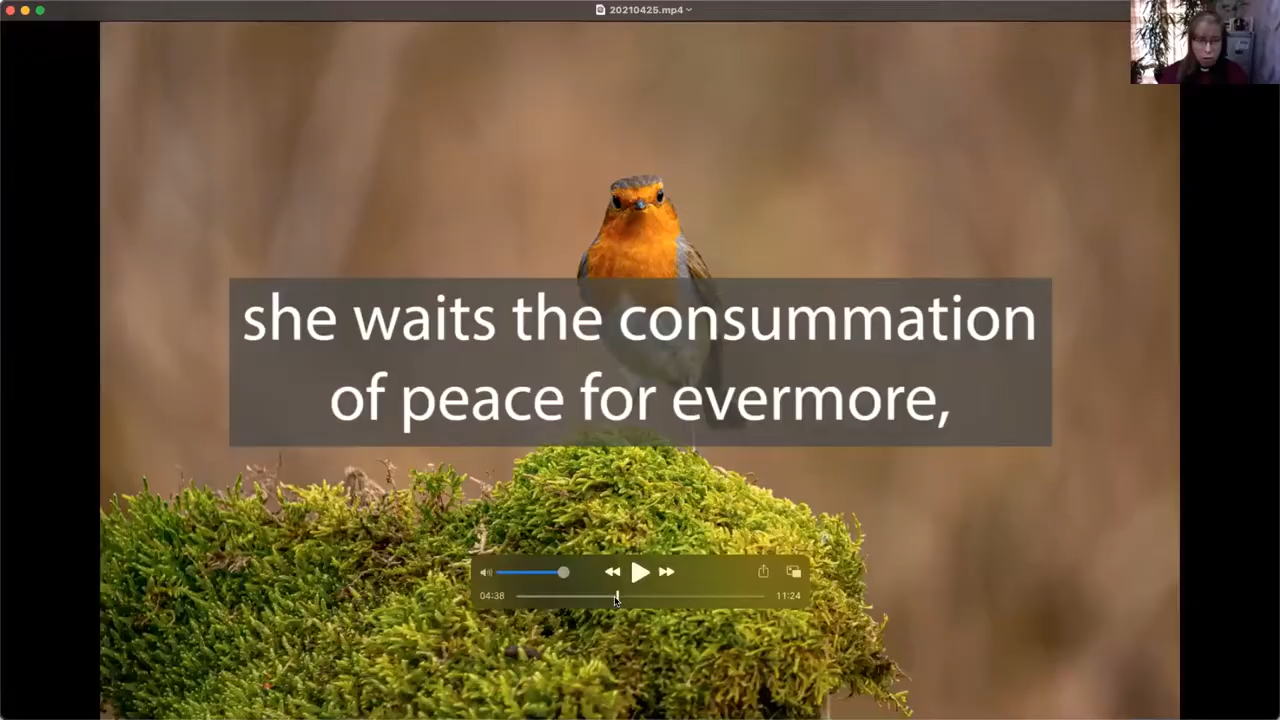 20210425.mp4
she waits the consummation
of peace for evermore,
04:38
11:24